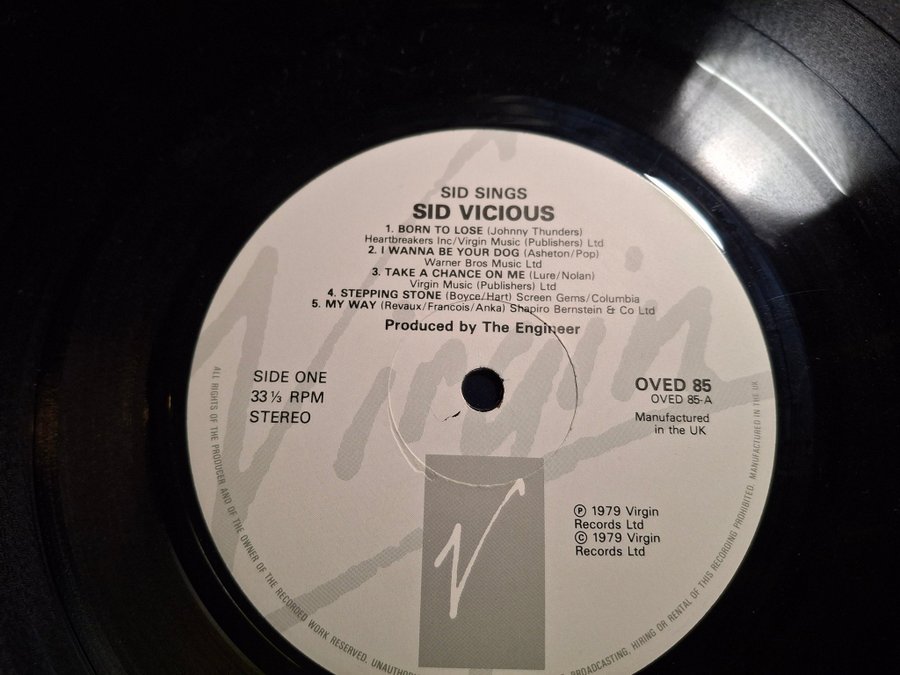 SID SINGS
SID VICIOUS
1. BORN TO LOSE (Johnny Thunders)
Heartbreakers Inc/Virgin Music (Publishers) Ltd
2. I WANNA BE YOUR DOG (Asheton/Pop)
Warner Bros Music Ltd
3. TAKE A CHANCE ON ME (Lure/Nolan)
Virgin Music (Publishers) Ltd
4. STEPPING STONE (Boyce/Hart) Screen Gems/Columbia
5. MY WAY (Revaux/Francois/Anka) Shapiro Bernstein & Co Ltd
Produced by The Engineer
Virgin
SIDE ONE
33⅓ RPM
STEREO
OVED 85
OVED 85-A
Manufactured
in the UK
Ⓟ 1979 Virgin
Records Ltd
© 1979 Virgin
Records Ltd
V
ALL RIGHTS OF THE PRODUCER AND OF THE OWNER OF THE RECORDED WORK RESERVED. UNAUTHOR
BROADCASTING, HIRING OR RENTAL OF THIS RECORDING PROHIBITED. MANUFACTURED IN THE UK